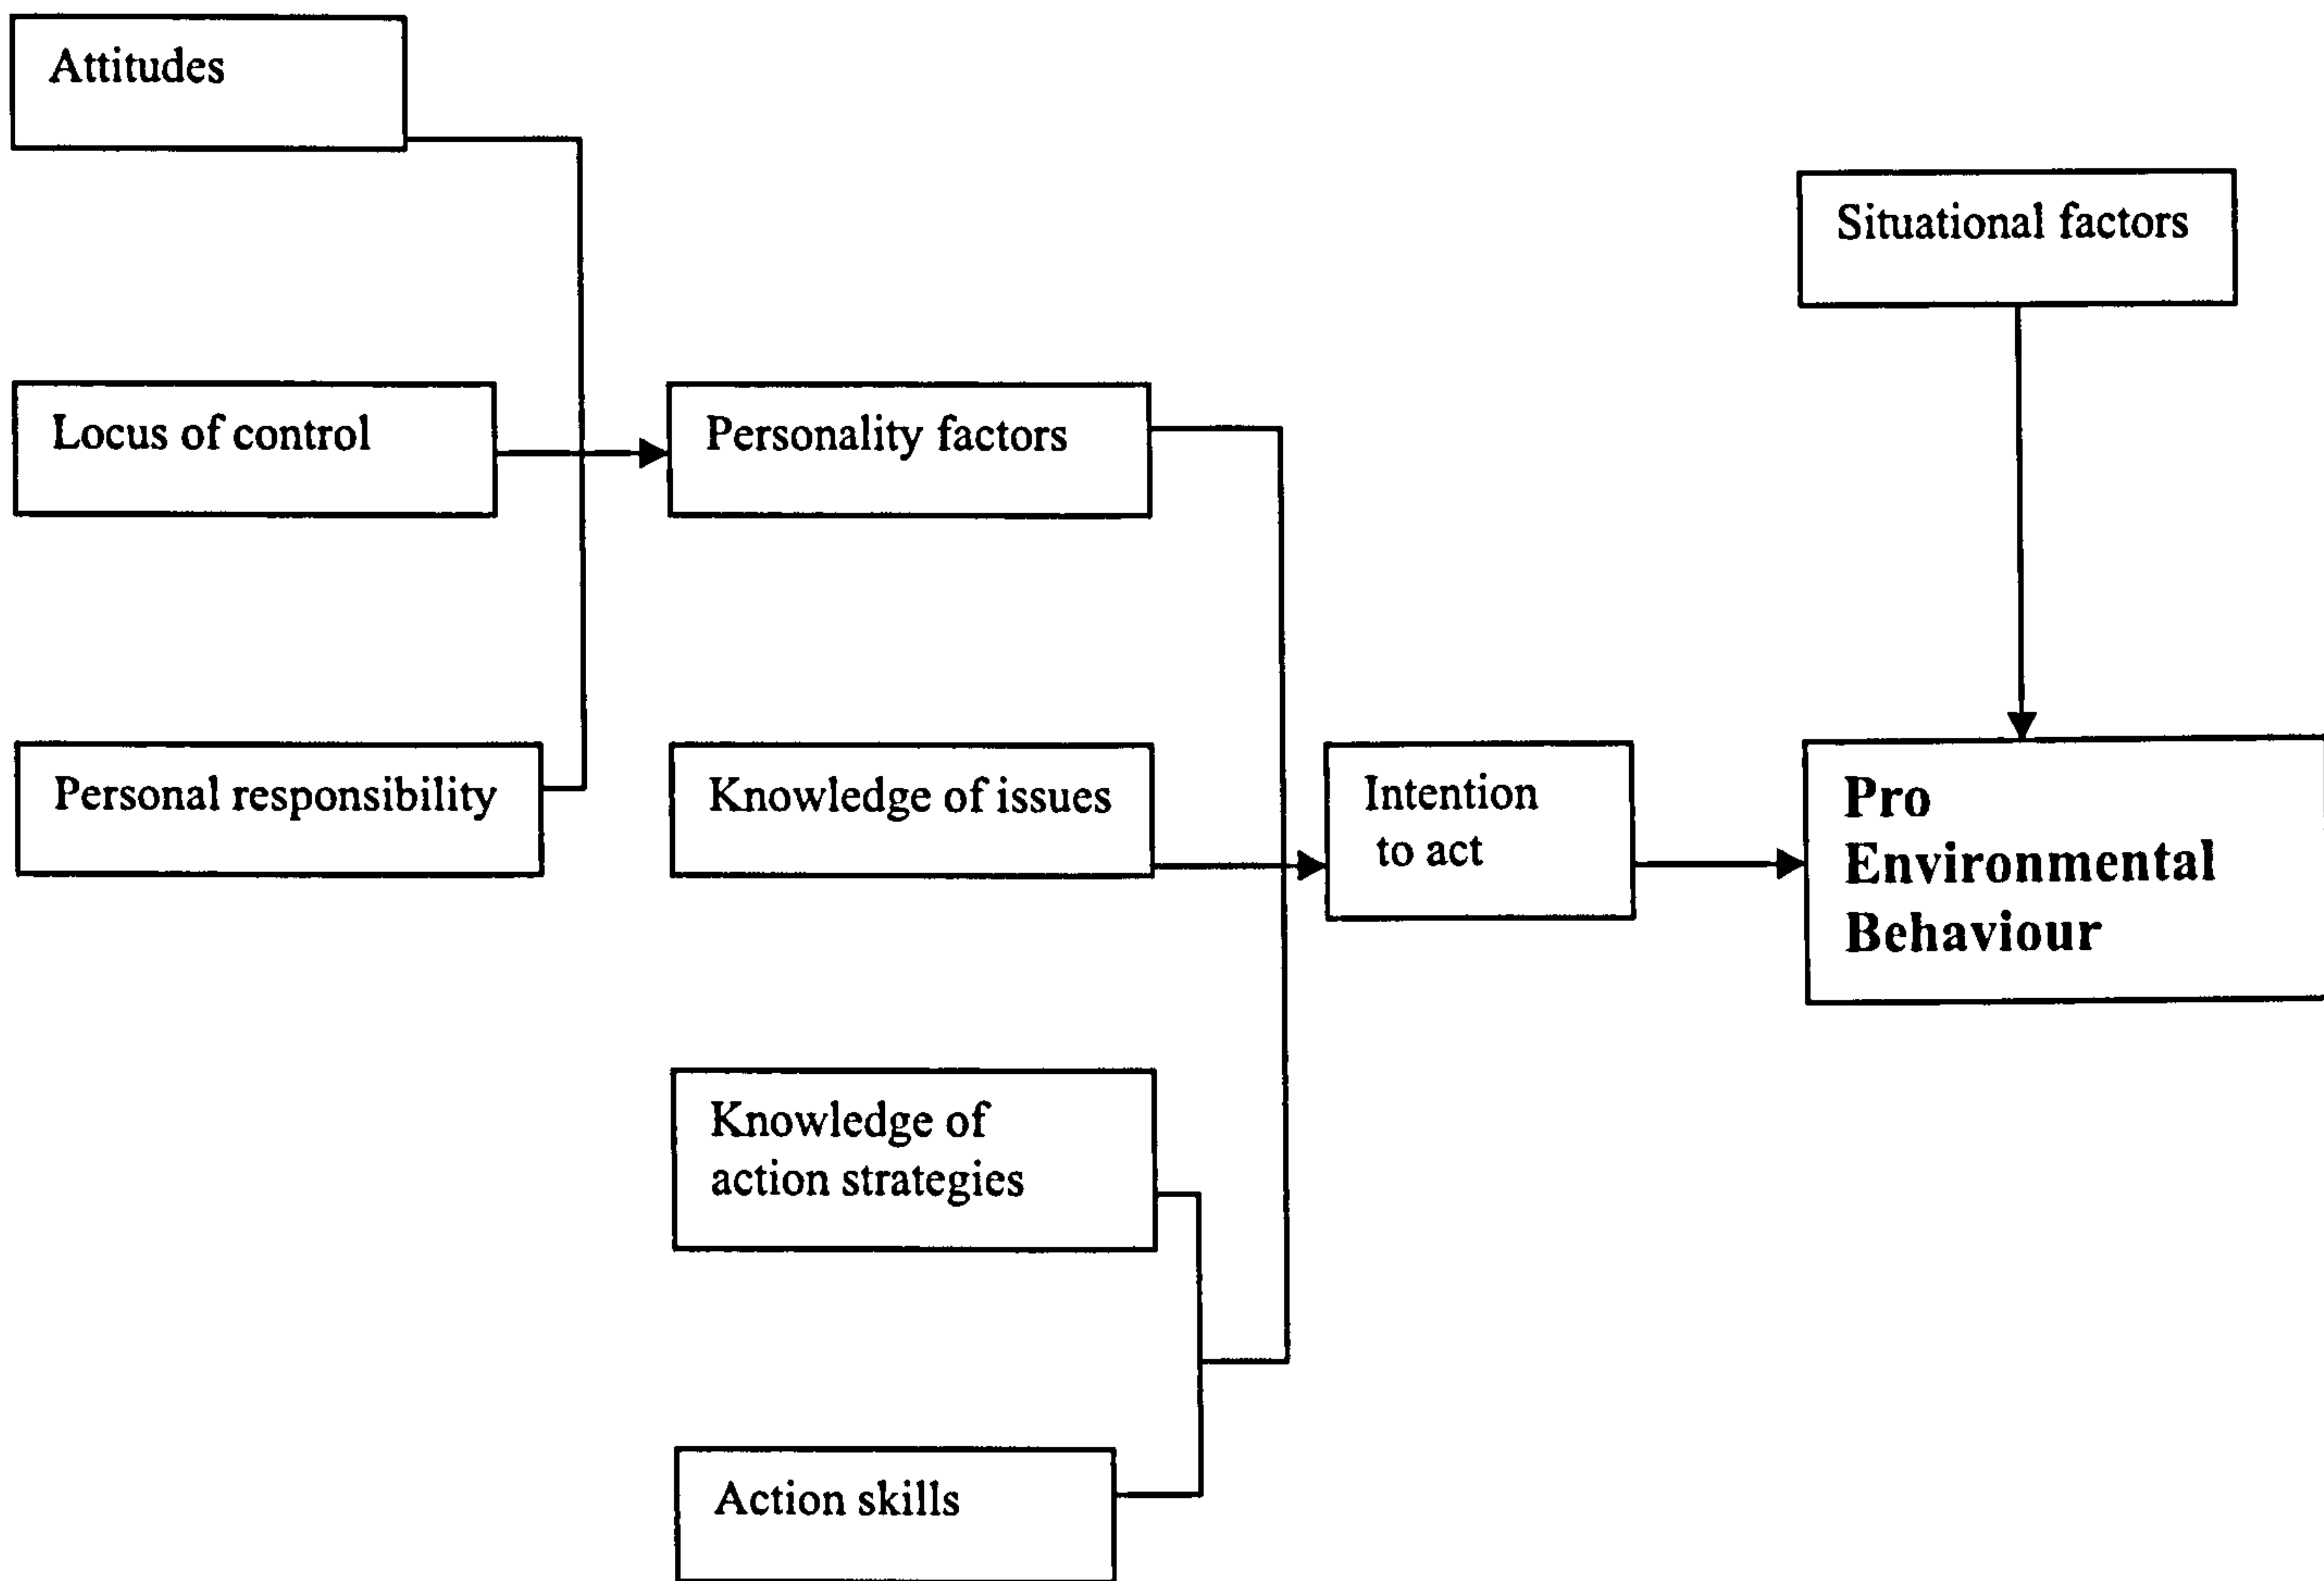 Attitudes
Situational factors
Locus of control
Personality factors
Personal responsibility
Knowledge of issues
Intention
to act
Pro
Environmental
Behaviour
Knowledge of
action strategies
Action skills